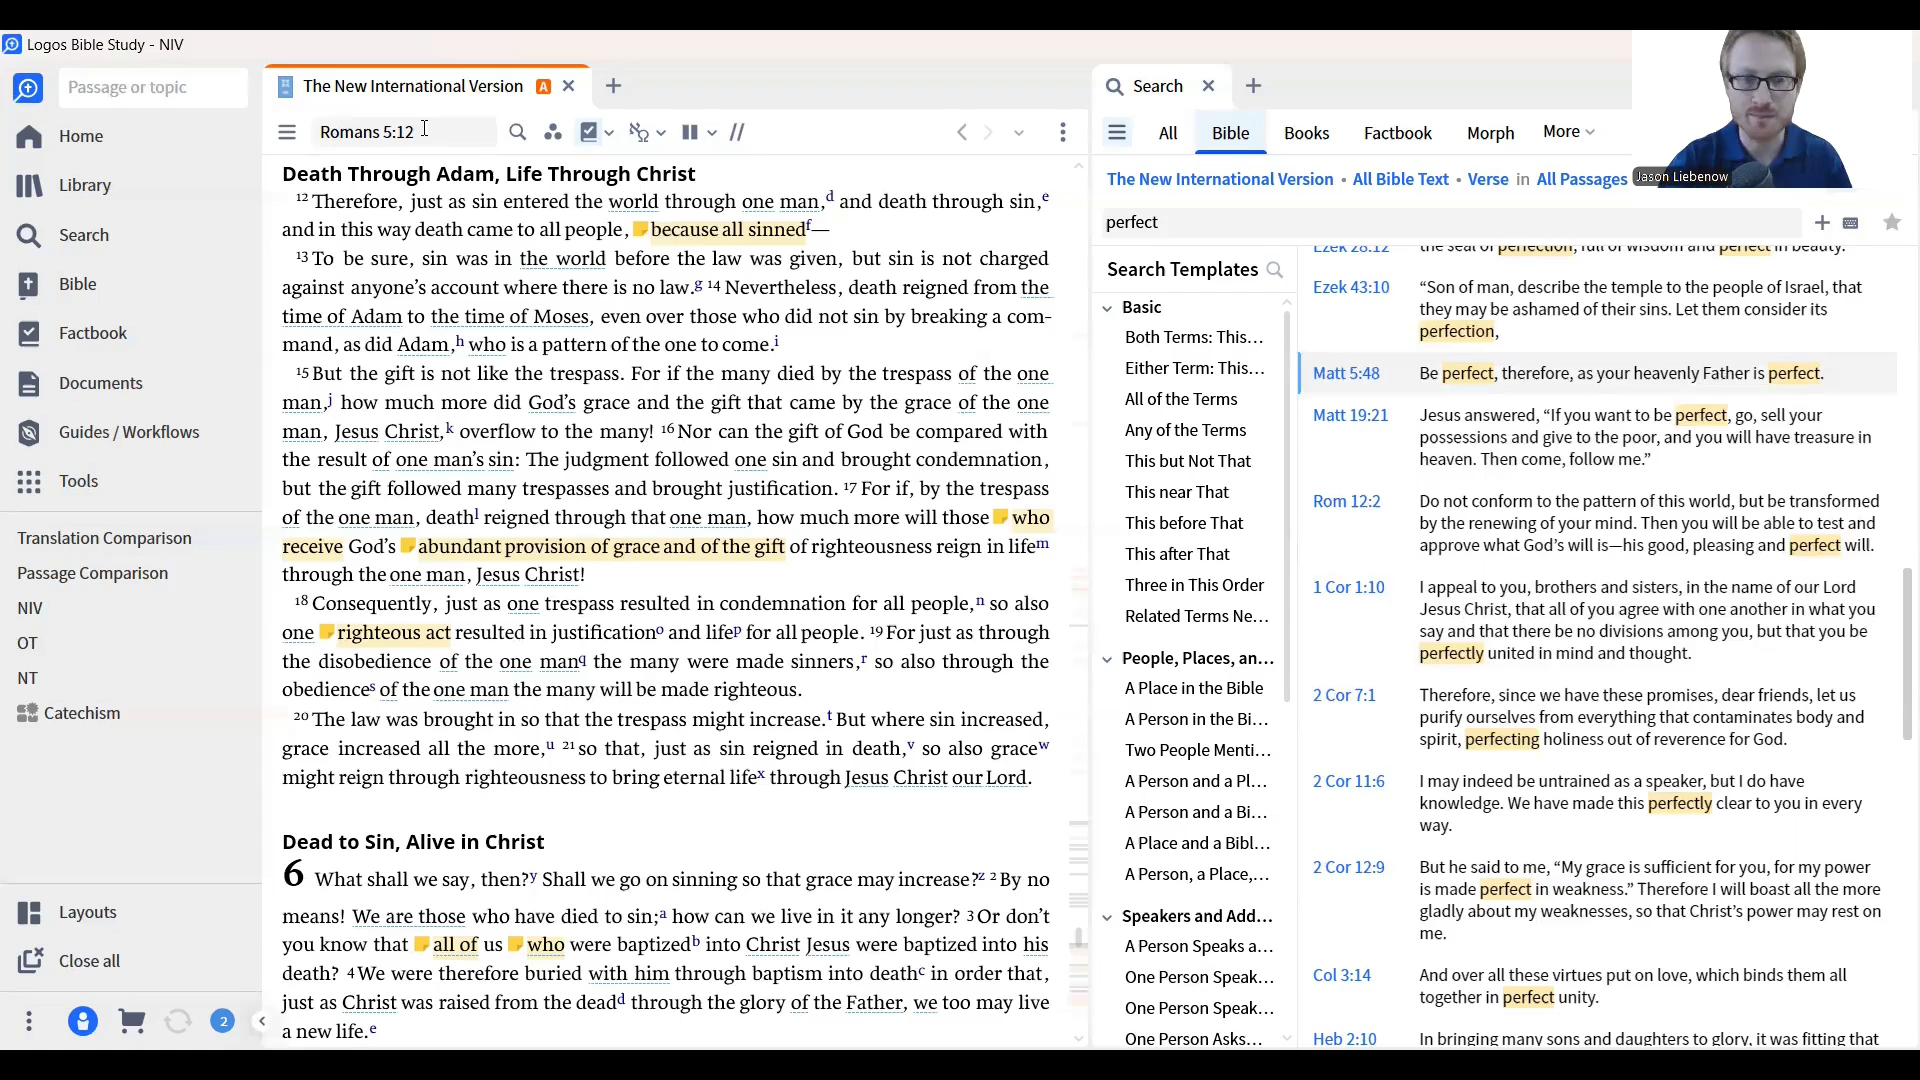 Logos Bible Study - NIV
Passage or topic
Home
Library
Search
Bible
Factbook
Documents
Guides / Workflows
Tools
Translation Comparison
Passage Comparison
NIV
OT
NT
Catechism
Layouts
Close all
2
The New International Version A
Romans 5:12
Death Through Adam, Life Through Christ
12 Therefore, just as sin entered the world through one man,d and death through sin,e
and in this way death came to all people, because all sinnedf—
13 To be sure, sin was in the world before the law was given, but sin is not charged
against anyone’s account where there is no law.g 14 Nevertheless, death reigned from the
time of Adam to the time of Moses, even over those who did not sin by breaking a com-
mand, as did Adam,h who is a pattern of the one to come.i
15 But the gift is not like the trespass. For if the many died by the trespass of the one
man,j how much more did God’s grace and the gift that came by the grace of the one
man, Jesus Christ,k overflow to the many! 16 Nor can the gift of God be compared with
the result of one man’s sin: The judgment followed one sin and brought condemnation,
but the gift followed many trespasses and brought justification. 17 For if, by the trespass
of the one man, deathl reigned through that one man, how much more will those who
receive God’s abundant provision of grace and of the gift of righteousness reign in lifem
through the one man, Jesus Christ!
18 Consequently, just as one trespass resulted in condemnation for all people,n so also
one righteous act resulted in justificationo and lifep for all people. 19 For just as through
the disobedience of the one manq the many were made sinners,r so also through the
obediences of the one man the many will be made righteous.
20 The law was brought in so that the trespass might increase.t But where sin increased,
grace increased all the more,u 21 so that, just as sin reigned in death,v so also gracew
might reign through righteousness to bring eternal lifex through Jesus Christ our Lord.
Dead to Sin, Alive in Christ
6 What shall we say, then?y Shall we go on sinning so that grace may increase?z 2 By no
means! We are those who have died to sin;a how can we live in it any longer? 3 Or don’t
you know that all of us who were baptizedb into Christ Jesus were baptized into his
death? 4 We were therefore buried with him through baptism into deathc in order that,
just as Christ was raised from the deadd through the glory of the Father, we too may live
a new life.e
Search
All Bible Books Factbook Morph More
The New International Version • All Bible Text • Verse in All Passages
perfect
Search Templates
Basic
Both Terms: This…
Either Term: This…
All of the Terms
Any of the Terms
This but Not That
This near That
This before That
This after That
Three in This Order
Related Terms Ne…
People, Places, an…
A Place in the Bible
A Person in the Bi…
Two People Menti…
A Person and a Pl…
A Person and a Bi…
A Place and a Bibl…
A Person, a Place,…
Speakers and Add…
A Person Speaks a…
One Person Speak…
One Person Speak…
One Person Asks…
Ezek 28:12 the seal of perfection, full of wisdom and perfect in beauty.
Ezek 43:10 “Son of man, describe the temple to the people of Israel, that
they may be ashamed of their sins. Let them consider its
perfection,
Matt 5:48 Be perfect, therefore, as your heavenly Father is perfect.
Matt 19:21 Jesus answered, “If you want to be perfect, go, sell your
possessions and give to the poor, and you will have treasure in
heaven. Then come, follow me.”
Rom 12:2 Do not conform to the pattern of this world, but be transformed
by the renewing of your mind. Then you will be able to test and
approve what God’s will is—his good, pleasing and perfect will.
1 Cor 1:10 I appeal to you, brothers and sisters, in the name of our Lord
Jesus Christ, that all of you agree with one another in what you
say and that there be no divisions among you, but that you be
perfectly united in mind and thought.
2 Cor 7:1 Therefore, since we have these promises, dear friends, let us
purify ourselves from everything that contaminates body and
spirit, perfecting holiness out of reverence for God.
2 Cor 11:6 I may indeed be untrained as a speaker, but I do have
knowledge. We have made this perfectly clear to you in every
way.
2 Cor 12:9 But he said to me, “My grace is sufficient for you, for my power
is made perfect in weakness.” Therefore I will boast all the more
gladly about my weaknesses, so that Christ’s power may rest on
me.
Col 3:14 And over all these virtues put on love, which binds them all
together in perfect unity.
Heb 2:10 In bringing many sons and daughters to glory, it was fitting that
Jason Liebenow